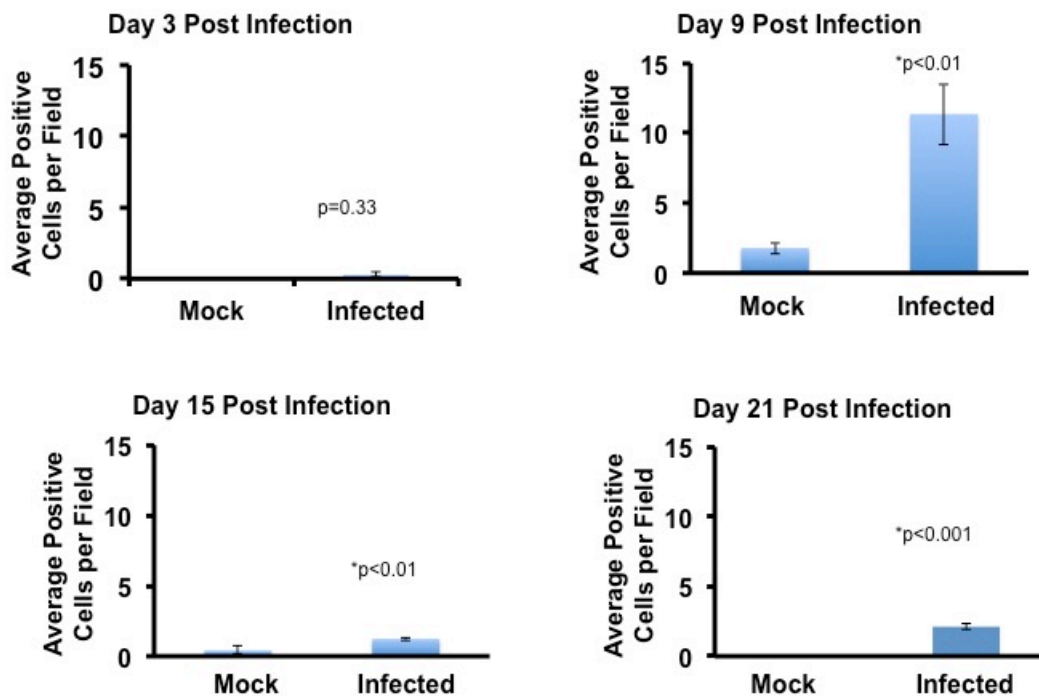 Day 3 Post Infection
Average Positive
Cells per Field
15
10
5
0
p=0.33
Mock
Infected
Day 9 Post Infection
Average Positive
Cells per Field
15
10
5
0
*p<0.01
Mock
Infected
Day 15 Post Infection
Average Positive
Cells per Field
15
10
5
0
*p<0.01
Mock
Infected
Day 21 Post Infection
Average Positive
Cells per Field
15
10
5
0
*p<0.001
Mock
Infected